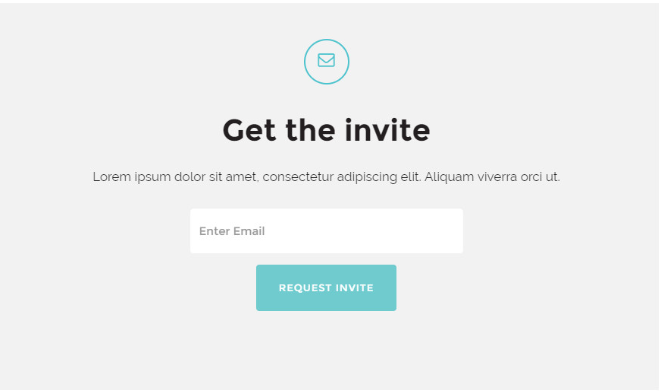 Get the invite
Lorem ipsum dolor sit amet, consectetur adipiscing elit. Aliquam viverra orci ut.
Enter Email
REQUEST INVITE